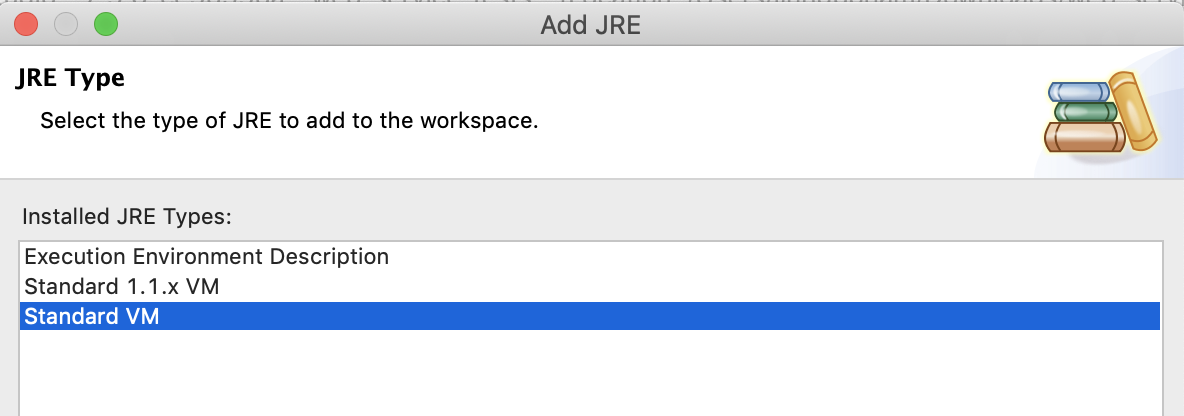 Add JRE
JRE Type
Select the type of JRE to add to the workspace.
Installed JRE Types:
Execution Environment Description
Standard 1.1.x VM
Standard VM